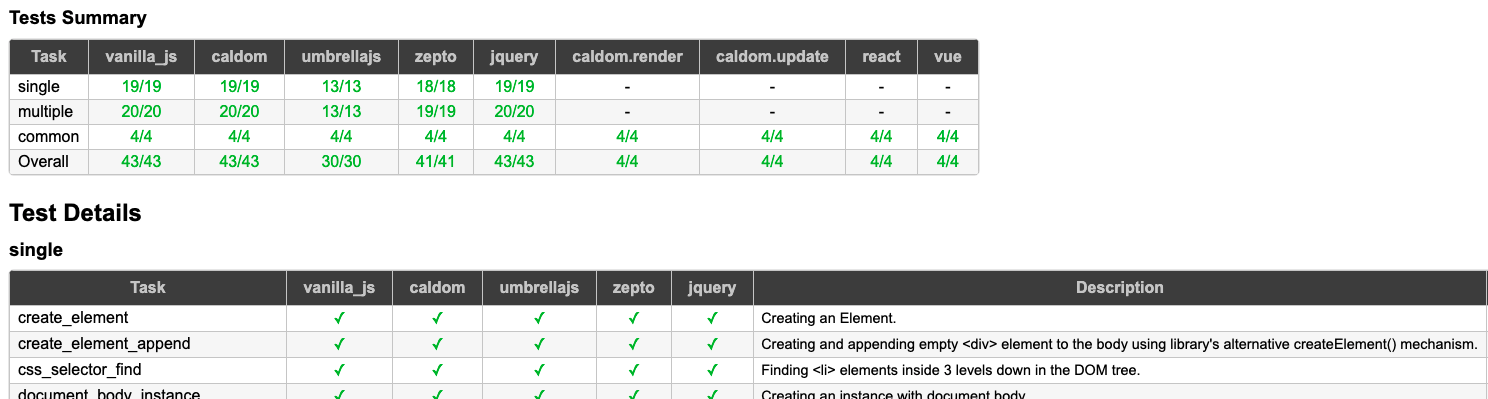 Tests Summary
Task vanilla_js caldom umbrellajs zepto jquery caldom.render caldom.update react vue
single 19/19 19/19 13/13 18/18 19/19 - - - -
multiple 20/20 20/20 13/13 19/19 20/20 - - - -
common 4/4 4/4 4/4 4/4 4/4 4/4 4/4 4/4 4/4
Overall 43/43 43/43 30/30 41/41 43/43 4/4 4/4 4/4 4/4
Test Details
single
Task vanilla_js caldom umbrellajs zepto jquery Description
create_element ✓ ✓ ✓ ✓ ✓ Creating an Element.
create_element_append ✓ ✓ ✓ ✓ ✓ Creating and appending empty <div> element to the body using library's alternative createElement() mechanism.
css_selector_find ✓ ✓ ✓ ✓ ✓ Finding <li> elements inside 3 levels down in the DOM tree.
document_body_instance ✓ ✓ ✓ ✓ ✓ Creating an instance with document body